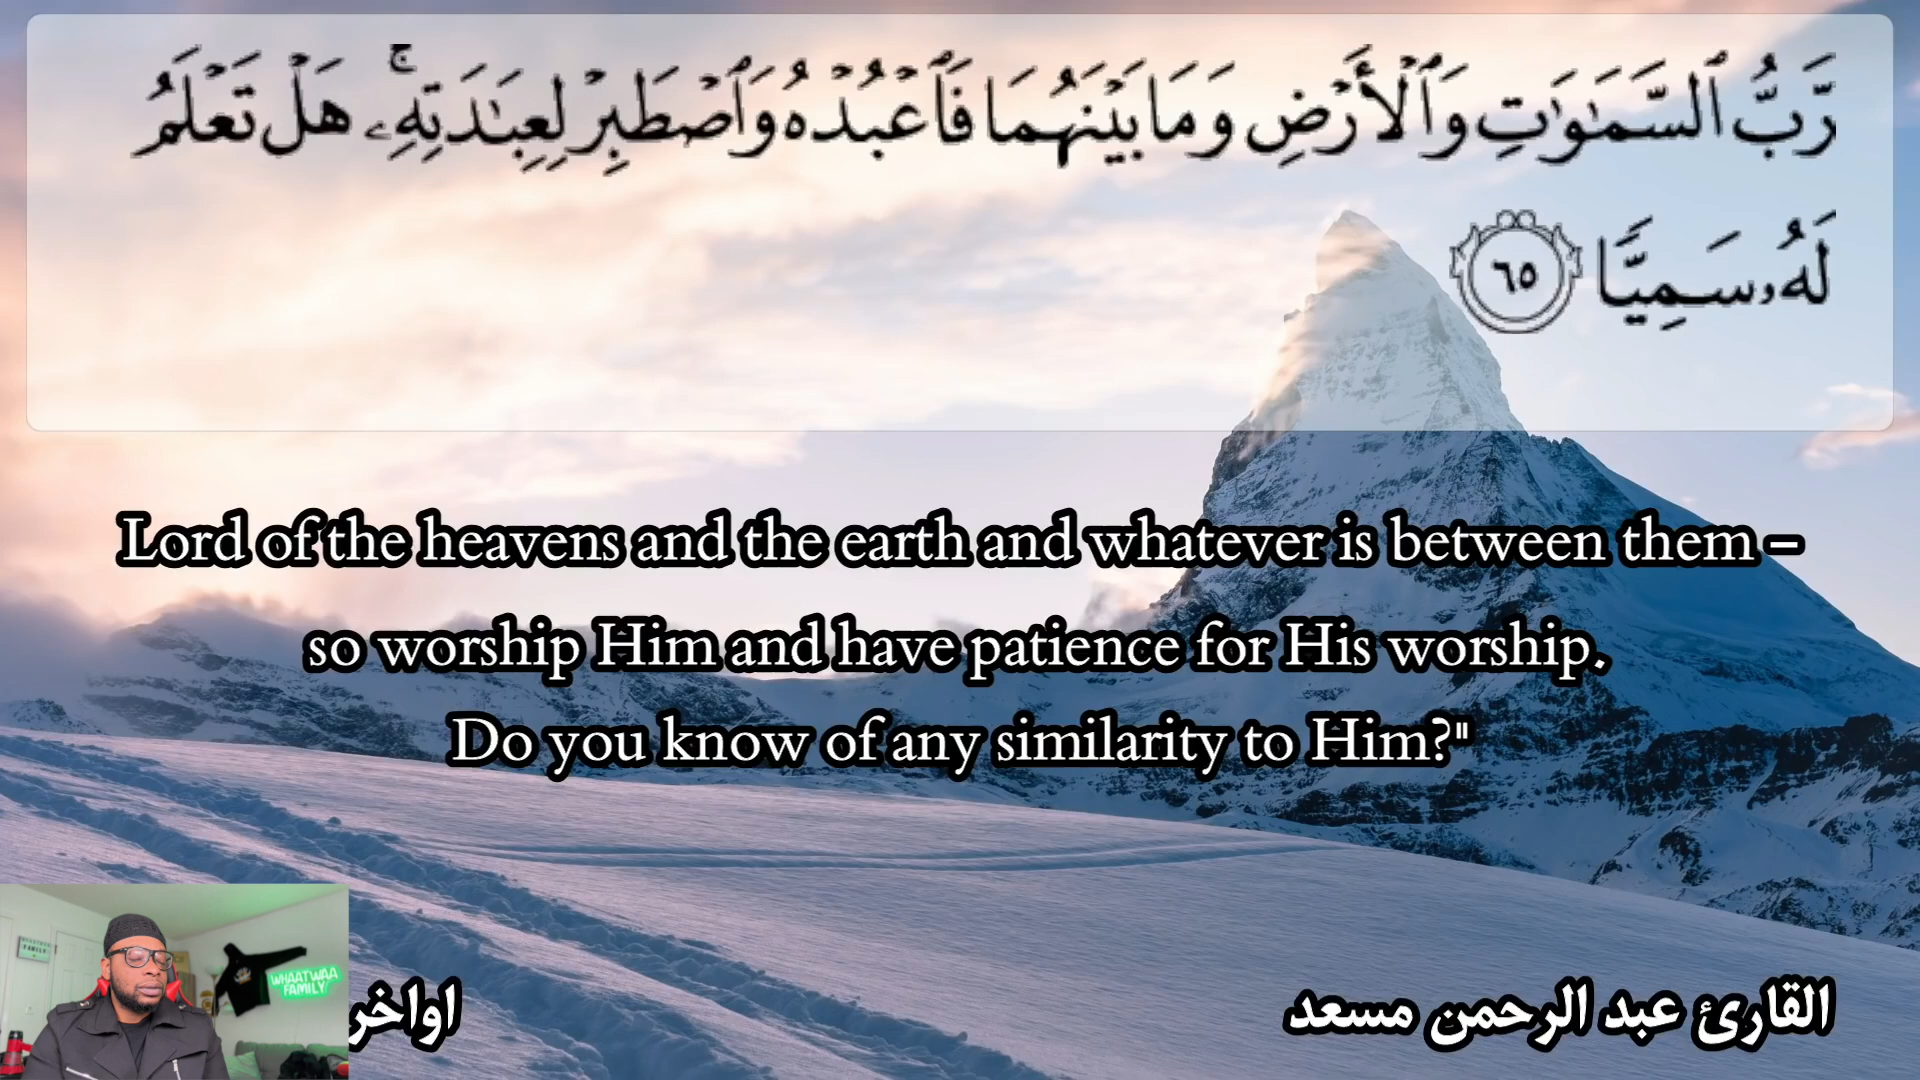 رَّبُّ ٱلسَّمَٰوَٰتِ وَٱلْأَرْضِ وَمَا بَيْنَهُمَا فَٱعْبُدْهُ وَٱصْطَبِرْ لِعِبَٰدَتِهِۦ ۚ هَلْ تَعْلَمُ
لَهُۥ سَمِيًّا ٦٥
Lord of the heavens and the earth and whatever is between them –
so worship Him and have patience for His worship.
Do you know of any similarity to Him?"
WHAATWAA
FAMILY
القارئ عبد الرحمن مسعد
اواخر